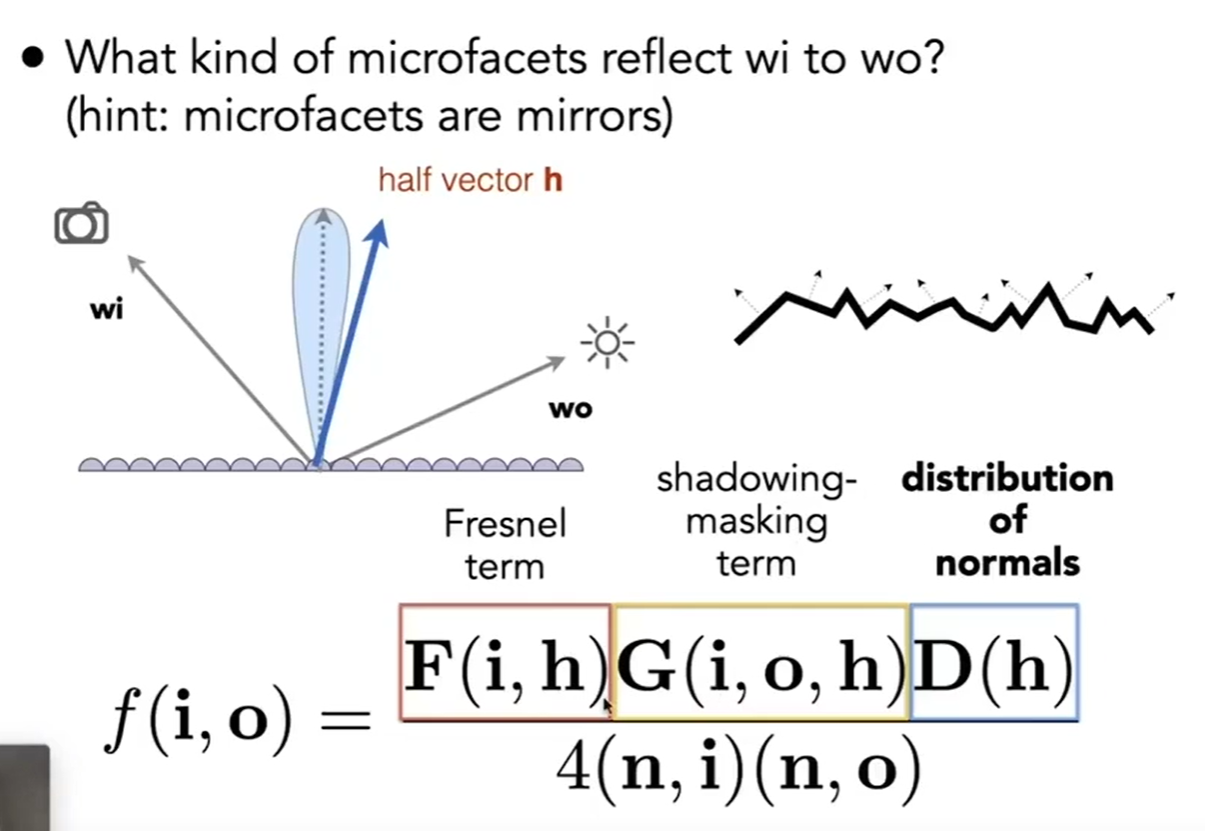 • What kind of microfacets reflect wi to wo?
(hint: microfacets are mirrors)
half vector h
wi
wo
Fresnel
term
shadowing-
masking
term
distribution
of
normals
f(i, o) = F(i, h)G(i, o, h)D(h)
4(n, i)(n, o)